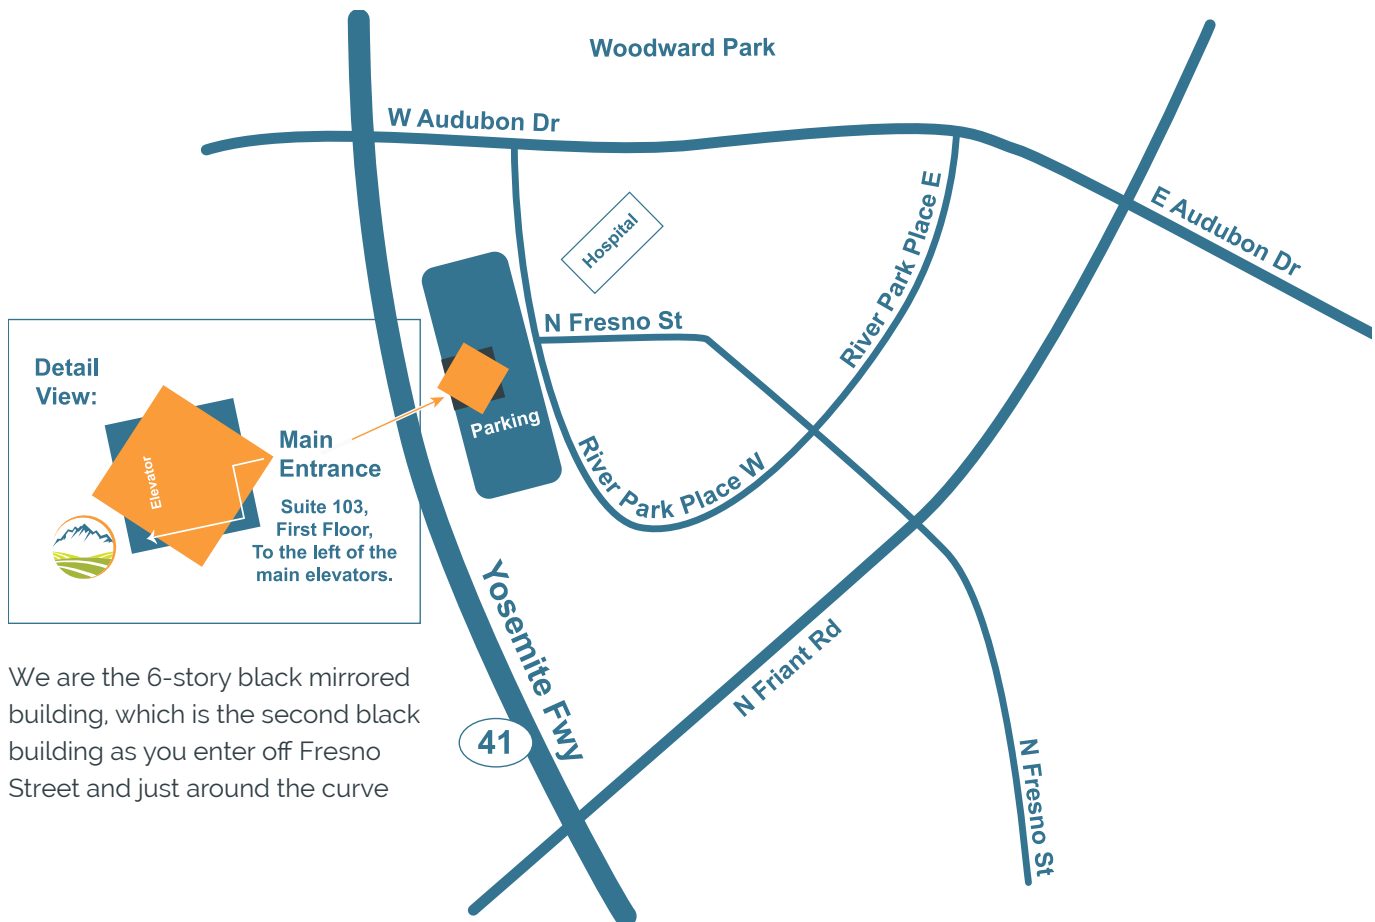 Woodward Park
W Audubon Dr
E Audubon Dr
River Park Place E
Hospital
N Fresno St
Parking
River Park Place W
Detail
View:
Elevator
Main
Entrance
Suite 103,
First Floor,
To the left of the
main elevators.
Yosemite Fwy
41
N Friant Rd
N Fresno St
We are the 6-story black mirrored
building, which is the second black
building as you enter off Fresno
Street and just around the curve